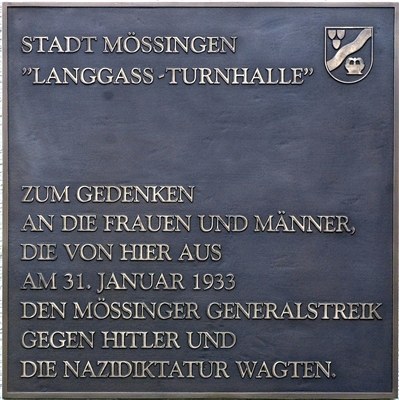 STADT MÖSSINGEN
"LANGGASS-TURNHALLE"
ZUM GEDENKEN
AN DIE FRAUEN UND MÄNNER,
DIE VON HIER AUS
AM 31. JANUAR 1933
DEN MÖSSINGER GENERALSTREIK
GEGEN HITLER UND
DIE NAZIDIKTATUR WAGTEN.